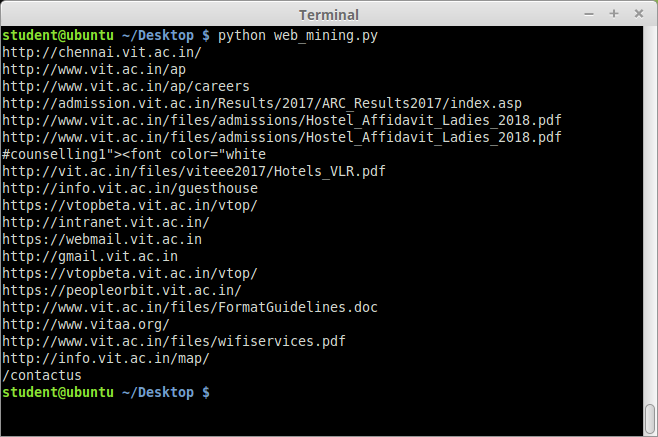 Terminal
student@ubuntu ~/Desktop $ python web_mining.py
http://chennai.vit.ac.in/
http://www.vit.ac.in/ap
http://www.vit.ac.in/ap/careers
http://admission.vit.ac.in/Results/2017/ARC_Results2017/index.asp
http://www.vit.ac.in/files/admissions/Hostel_Affidavit_Ladies_2018.pdf
http://www.vit.ac.in/files/admissions/Hostel_Affidavit_Ladies_2018.pdf
#counselling1"><font color="white
http://vit.ac.in/files/viteee2017/Hotels_VLR.pdf
http://info.vit.ac.in/guesthouse
https://vtopbeta.vit.ac.in/vtop/
http://intranet.vit.ac.in/
https://webmail.vit.ac.in
http://gmail.vit.ac.in
https://vtopbeta.vit.ac.in/vtop/
https://peopleorbit.vit.ac.in/
http://www.vit.ac.in/files/FormatGuidelines.doc
http://www.vitaa.org/
http://www.vit.ac.in/files/wifiservices.pdf
http://info.vit.ac.in/map/
/contactus
student@ubuntu ~/Desktop $